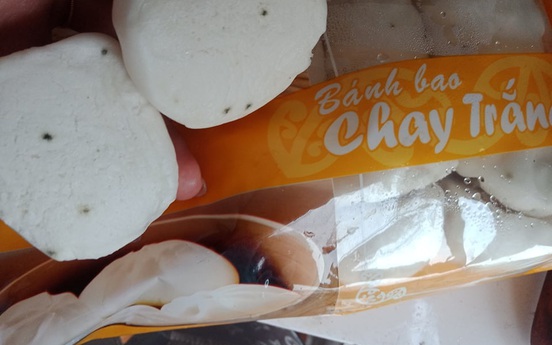 Bánh bao
Chay Trắng